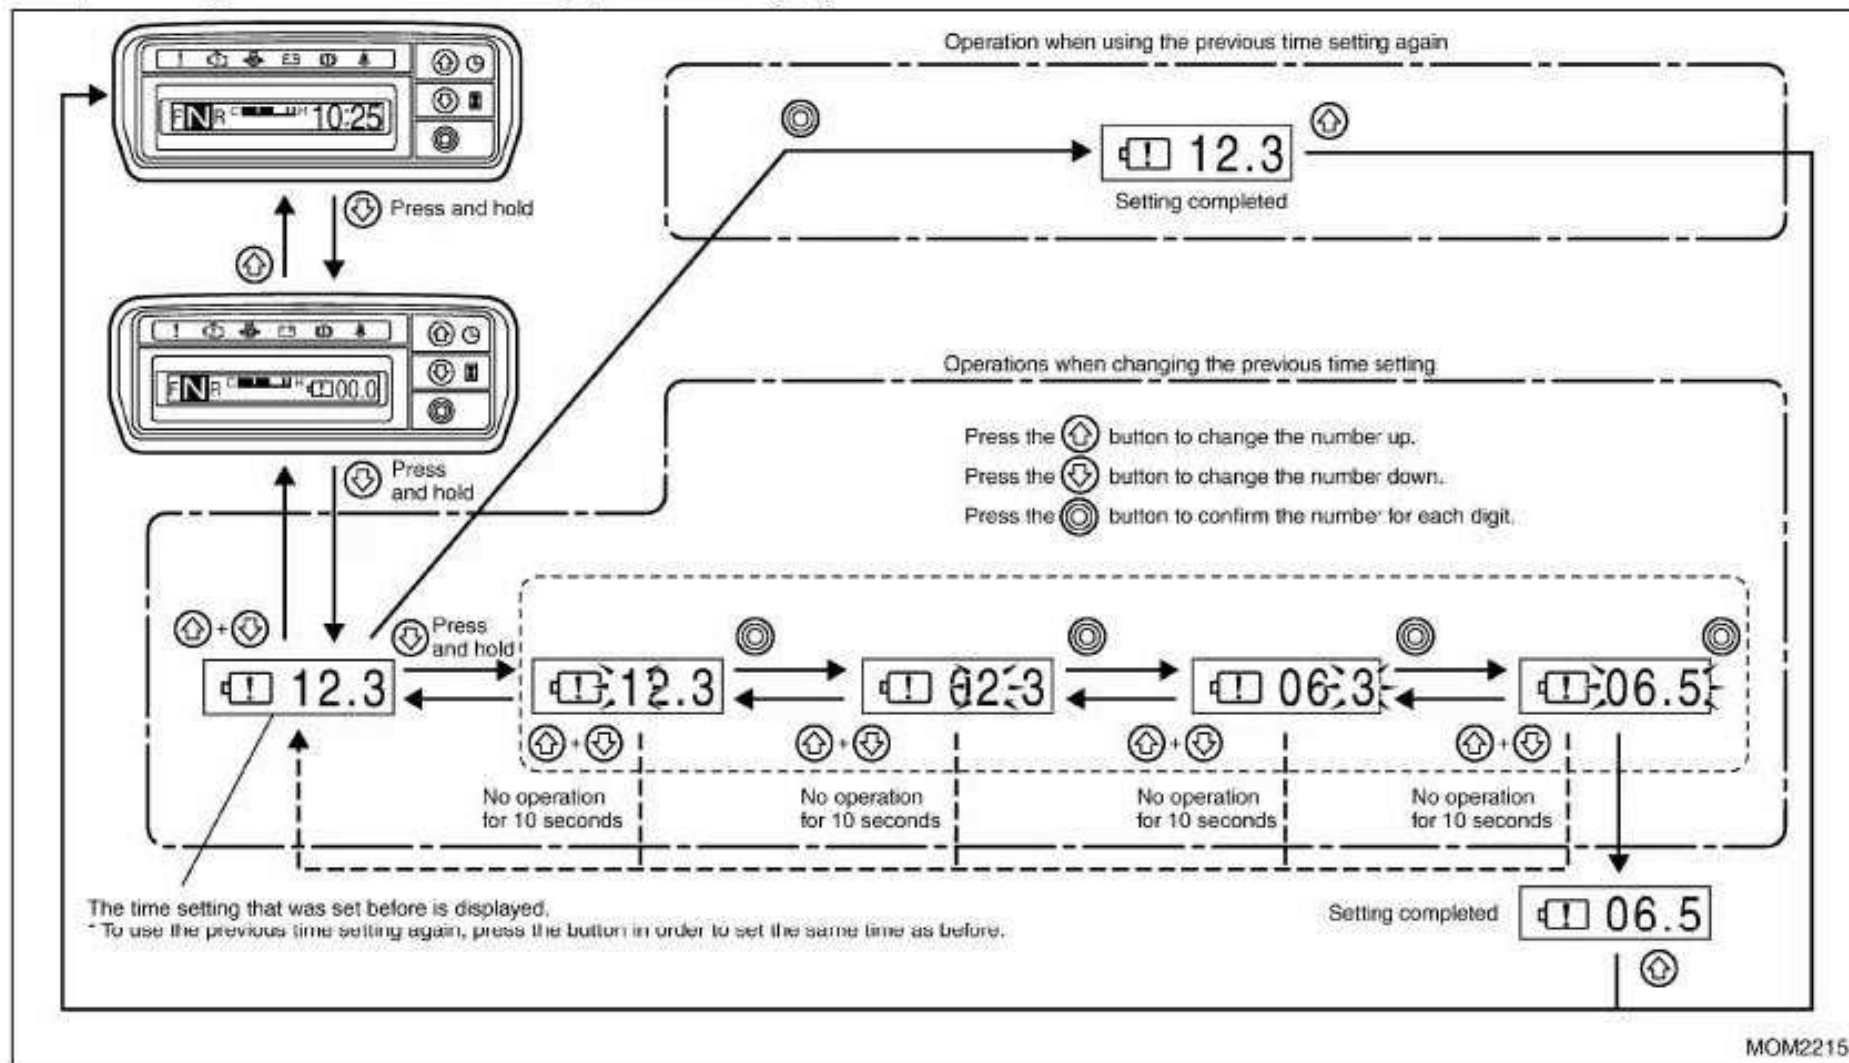 Operation when using the previous time setting again
F N R C H 10:25
12.3
Setting completed
Press and hold
F N R C H 00.0
Operations when changing the previous time setting
Press the button to change the number up.
Press the button to change the number down.
Press the button to confirm the number for each digit.
Press
and hold
+
Press
and hold
12.3
12.3
02.3
06.3
06.5
+
+
+
+
No operation
for 10 seconds
No operation
for 10 seconds
No operation
for 10 seconds
No operation
for 10 seconds
The time setting that was set before is displayed.
* To use the previous time setting again, press the button in order to set the same time as before.
Setting completed
06.5
MOM2215